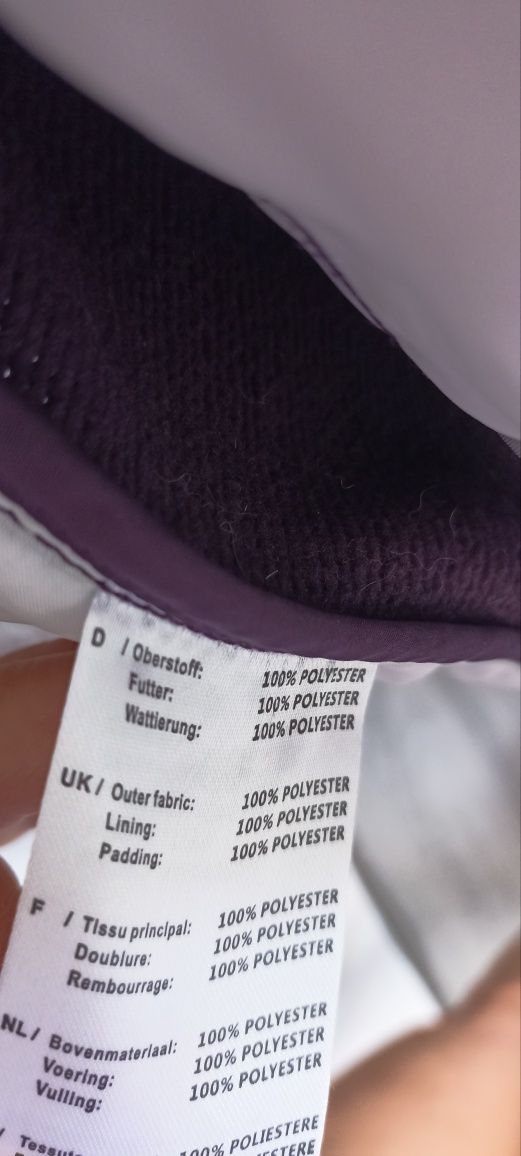 D / Oberstoff: 100% POLYESTER
Futter: 100% POLYESTER
Wattierung: 100% POLYESTER
UK / Outer fabric: 100% POLYESTER
Lining: 100% POLYESTER
Padding: 100% POLYESTER
F / Tissu principal: 100% POLYESTER
Doublure: 100% POLYESTER
Rembourrage: 100% POLYESTER
NL / Bovenmateriaal: 100% POLYESTER
Voering: 100% POLYESTER
Vulling: 100% POLYESTER
100% POLIESTERE